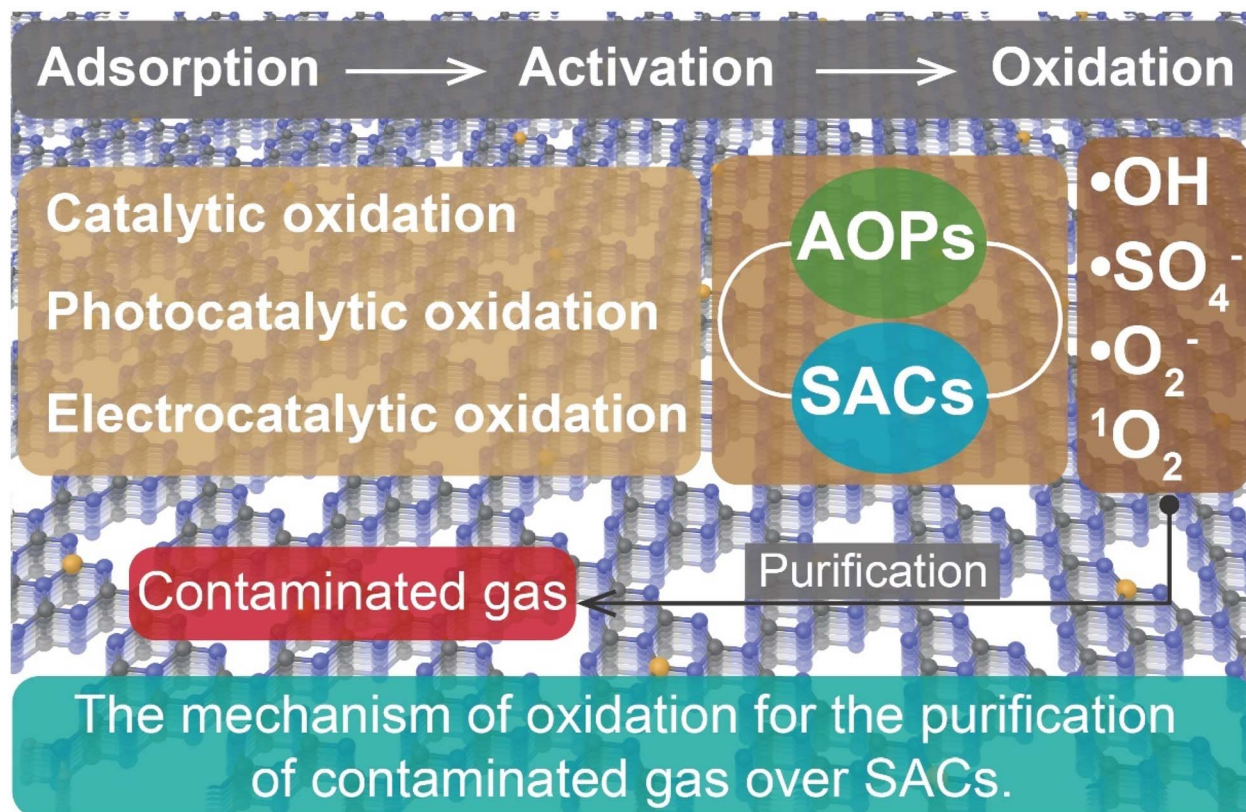 Adsorption → Activation → Oxidation
Catalytic oxidation
Photocatalytic oxidation
Electrocatalytic oxidation
AOPs
SACs
•OH
•SO₄⁻
•O₂⁻
¹O₂
Purification
Contaminated gas
The mechanism of oxidation for the purification
of contaminated gas over SACs.